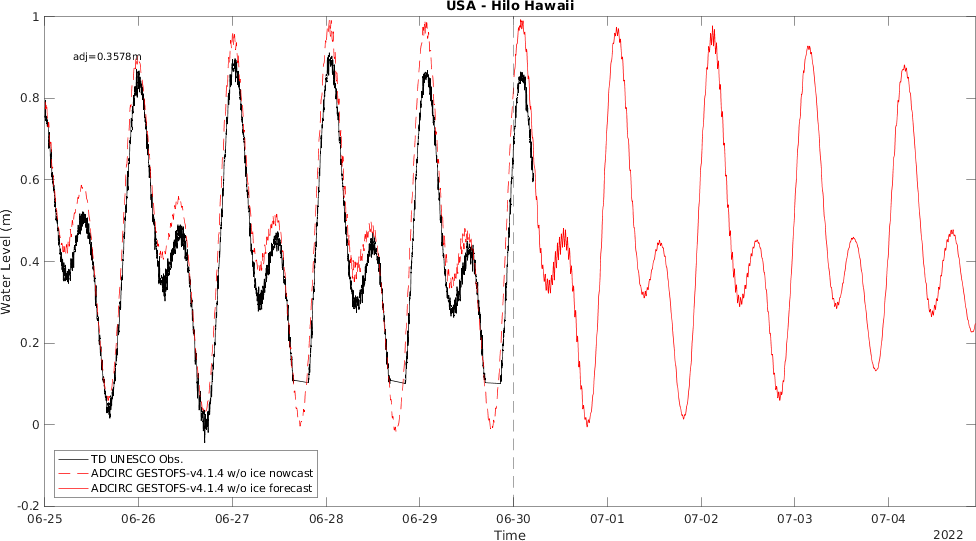 USA - Hilo Hawaii
adj=0.3578m
1
0.8
0.6
0.4
0.2
0
-0.2
Water Level (m)
TD UNESCO Obs.
ADCIRC GESTOFS-v4.1.4 w/o ice nowcast
ADCIRC GESTOFS-v4.1.4 w/o ice forecast
06-25 06-26 06-27 06-28 06-29 06-30 07-01 07-02 07-03 07-04
Time
2022